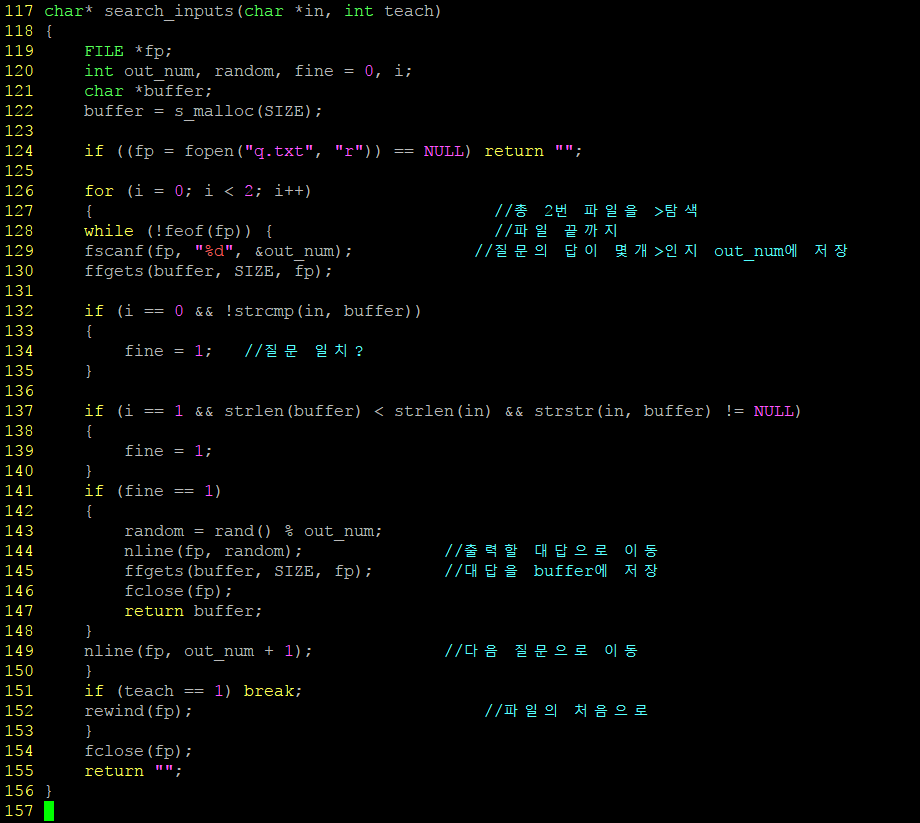 117 char* search_inputs(char *in, int teach)
118 {
119     FILE *fp;
120     int out_num, random, fine = 0, i;
121     char *buffer;
122     buffer = s_malloc(SIZE);
123
124     if ((fp = fopen("q.txt", "r")) == NULL) return "";
125
126     for (i = 0; i < 2; i++)
127     {                                        //총 2번 파일을 >탐색
128     while (!feof(fp)) {                      //파일 끝까지
129     fscanf(fp, "%d", &out_num);            //질문의 답이 몇개>인지 out_num에 저장
130     ffgets(buffer, SIZE, fp);
131
132     if (i == 0 && !strcmp(in, buffer))
133     {
134         fine = 1;   //질문 일치?
135     }
136
137     if (i == 1 && strlen(buffer) < strlen(in) && strstr(in, buffer) != NULL)
138     {
139         fine = 1;
140     }
141     if (fine == 1)
142     {
143         random = rand() % out_num;
144         nline(fp, random);              //출력할 대답으로 이동
145         ffgets(buffer, SIZE, fp);       //대답을 buffer에 저장
146         fclose(fp);
147         return buffer;
148     }
149     nline(fp, out_num + 1);             //다음 질문으로 이동
150     }
151     if (teach == 1) break;
152     rewind(fp);                             //파일의 처음으로
153     }
154     fclose(fp);
155     return "";
156 }
157